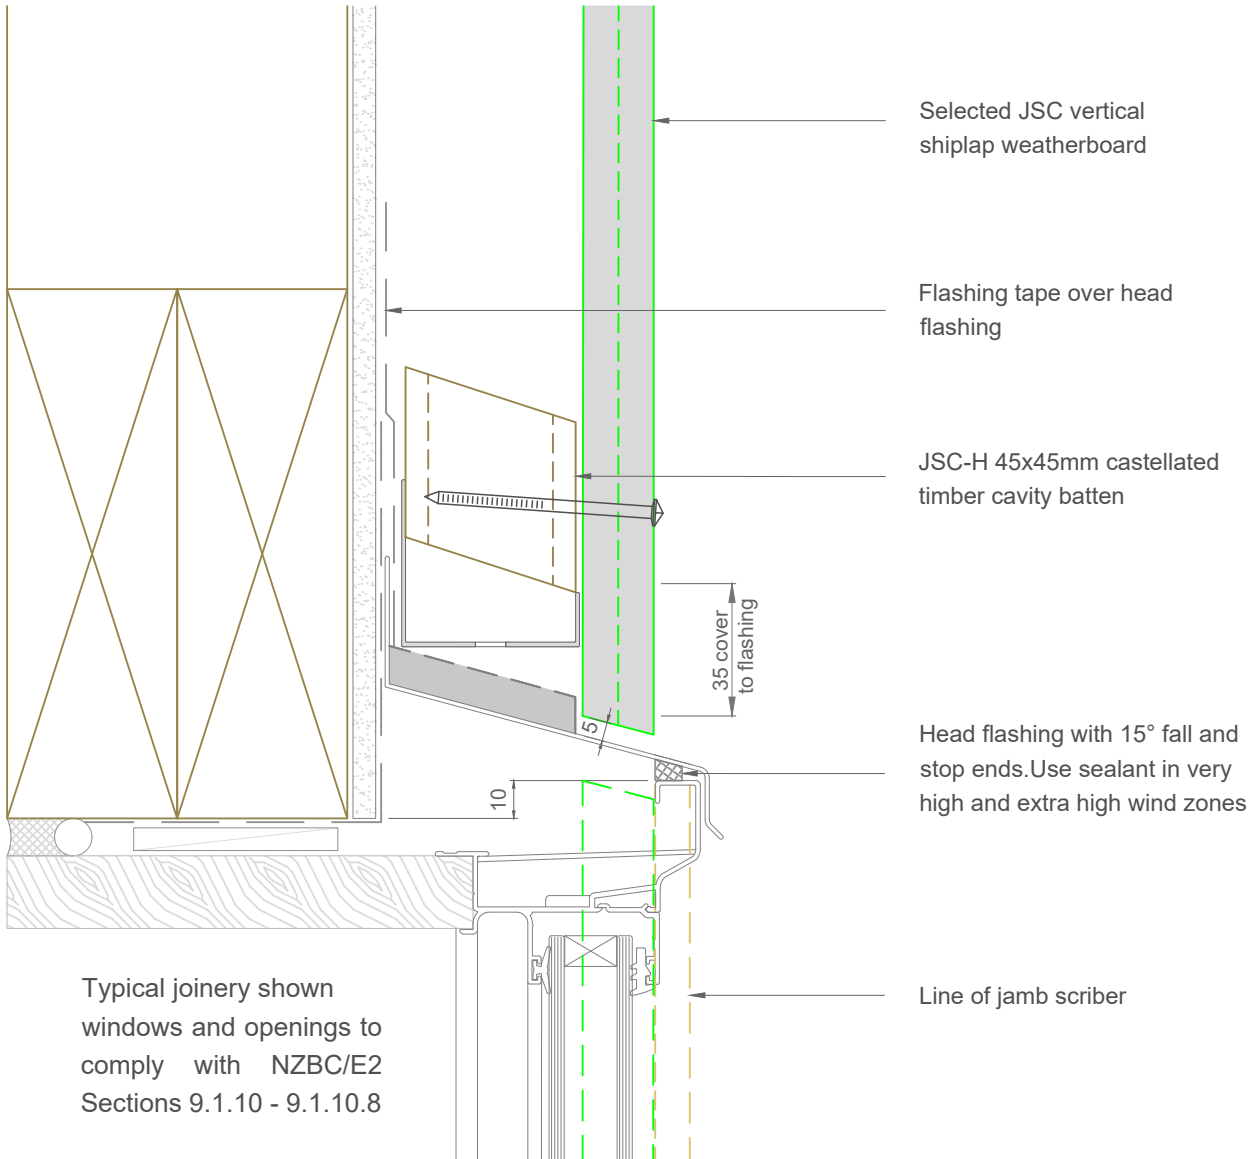 Selected JSC vertical
shiplap weatherboard
Flashing tape over head
flashing
JSC-H 45x45mm castellated
timber cavity batten
35 cover
to flashing
5
10
Head flashing with 15° fall and
stop ends.Use sealant in very
high and extra high wind zones
Line of jamb scriber
Typical joinery shown
windows and openings to
comply with NZBC/E2
Sections 9.1.10 - 9.1.10.8